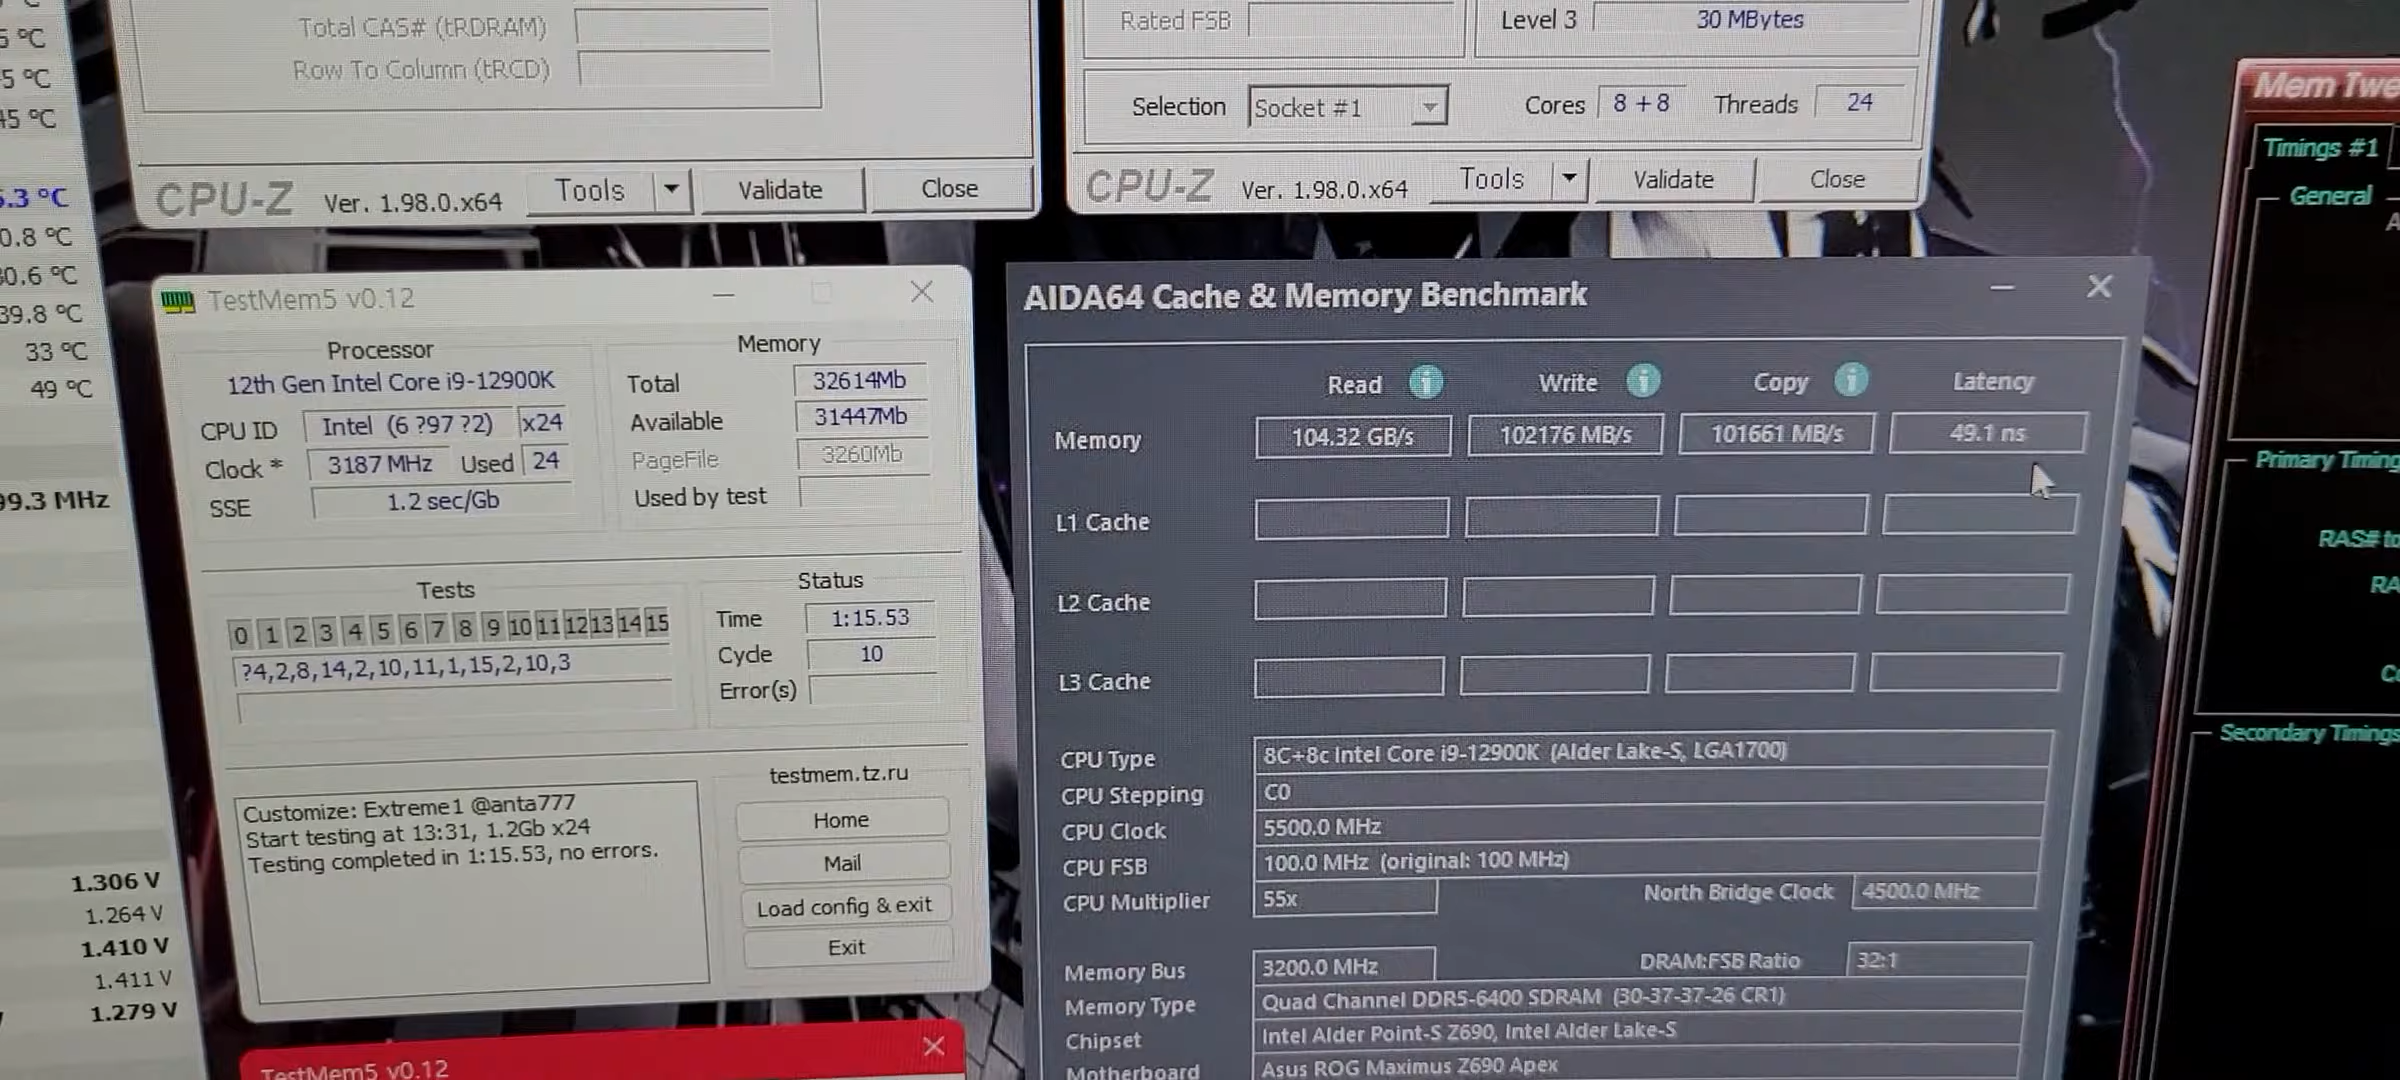 Total CAS# (tRDRAM)
Row To Column (tRCD)
CPU-Z Ver. 1.98.0.x64 Tools Validate Close
Rated FSB
Level 3 30 MBytes
Selection Socket #1 Cores 8 + 8 Threads 24
CPU-Z Ver. 1.98.0.x64 Tools Validate Close
5 °C
5 °C
45 °C
5.3 °C
0.8 °C
30.6 °C
39.8 °C
33 °C
49 °C
99.3 MHz
1.306 V
1.264 V
1.410 V
1.411 V
1.279 V
TestMem5 v0.12
Processor
12th Gen Intel Core i9-12900K
CPU ID Intel (6 ?97 ?2) x24
Clock * 3187 MHz Used 24
SSE 1.2 sec/Gb
Memory
Total 32614Mb
Available 31447Mb
PageFile 3260Mb
Used by test
Tests
0 1 2 3 4 5 6 7 8 9 10 11 12 13 14 15
?4,2,8,14,2,10,11,1,15,2,10,3
Status
Time 1:15.53
Cycle 10
Error(s)
Customize: Extreme1 @anta777
Start testing at 13:31, 1.2Gb x24
Testing completed in 1:15.53, no errors.
testmem.tz.ru
Home
Mail
Load config & exit
Exit
TestMem5 v0.12
AIDA64 Cache & Memory Benchmark
Read Write Copy Latency
Memory 104.32 GB/s 102176 MB/s 101661 MB/s 49.1 ns
L1 Cache
L2 Cache
L3 Cache
CPU Type 8C+8c Intel Core i9-12900K (Alder Lake-S, LGA1700)
CPU Stepping C0
CPU Clock 5500.0 MHz
CPU FSB 100.0 MHz (original: 100 MHz)
CPU Multiplier 55x North Bridge Clock 4500.0 MHz
Memory Bus 3200.0 MHz DRAM:FSB Ratio 32:1
Memory Type Quad Channel DDR5-6400 SDRAM (30-37-37-26 CR1)
Chipset Intel Alder Point-S Z690, Intel Alder Lake-S
Motherboard Asus ROG Maximus Z690 Apex
Mem Twe
Timings #1
General
A
Primary Timing
RAS# to
RA
Secondary Timings